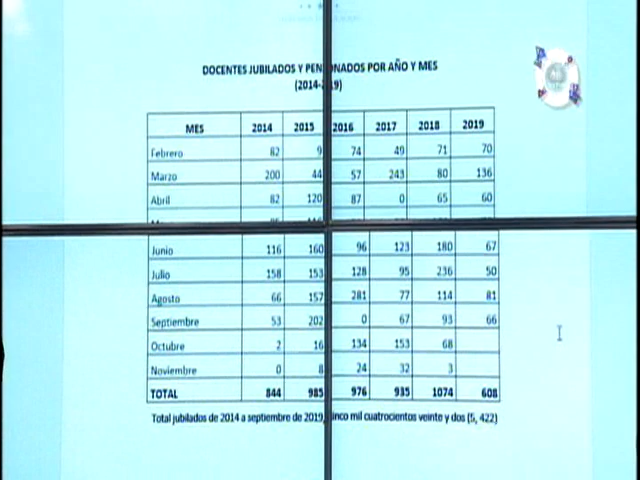 DOCENTES JUBILADOS Y PENSIONADOS POR AÑO Y MES
(2014-2019)
MES 2014 2015 2016 2017 2018 2019
Febrero 82 9 74 49 71 70
Marzo 200 44 57 243 80 136
Abril 82 120 87 0 65 60
Junio 116 160 96 123 180 67
Julio 158 153 128 95 236 50
Agosto 66 157 281 77 114 81
Septiembre 53 202 0 67 93 66
Octubre 2 16 134 153 68
Noviembre 0 8 24 32 3
TOTAL 844 985 976 935 1074 608
Total jubilados de 2014 a septiembre de 2019, cinco mil cuatrocientos veinte y dos (5, 422)